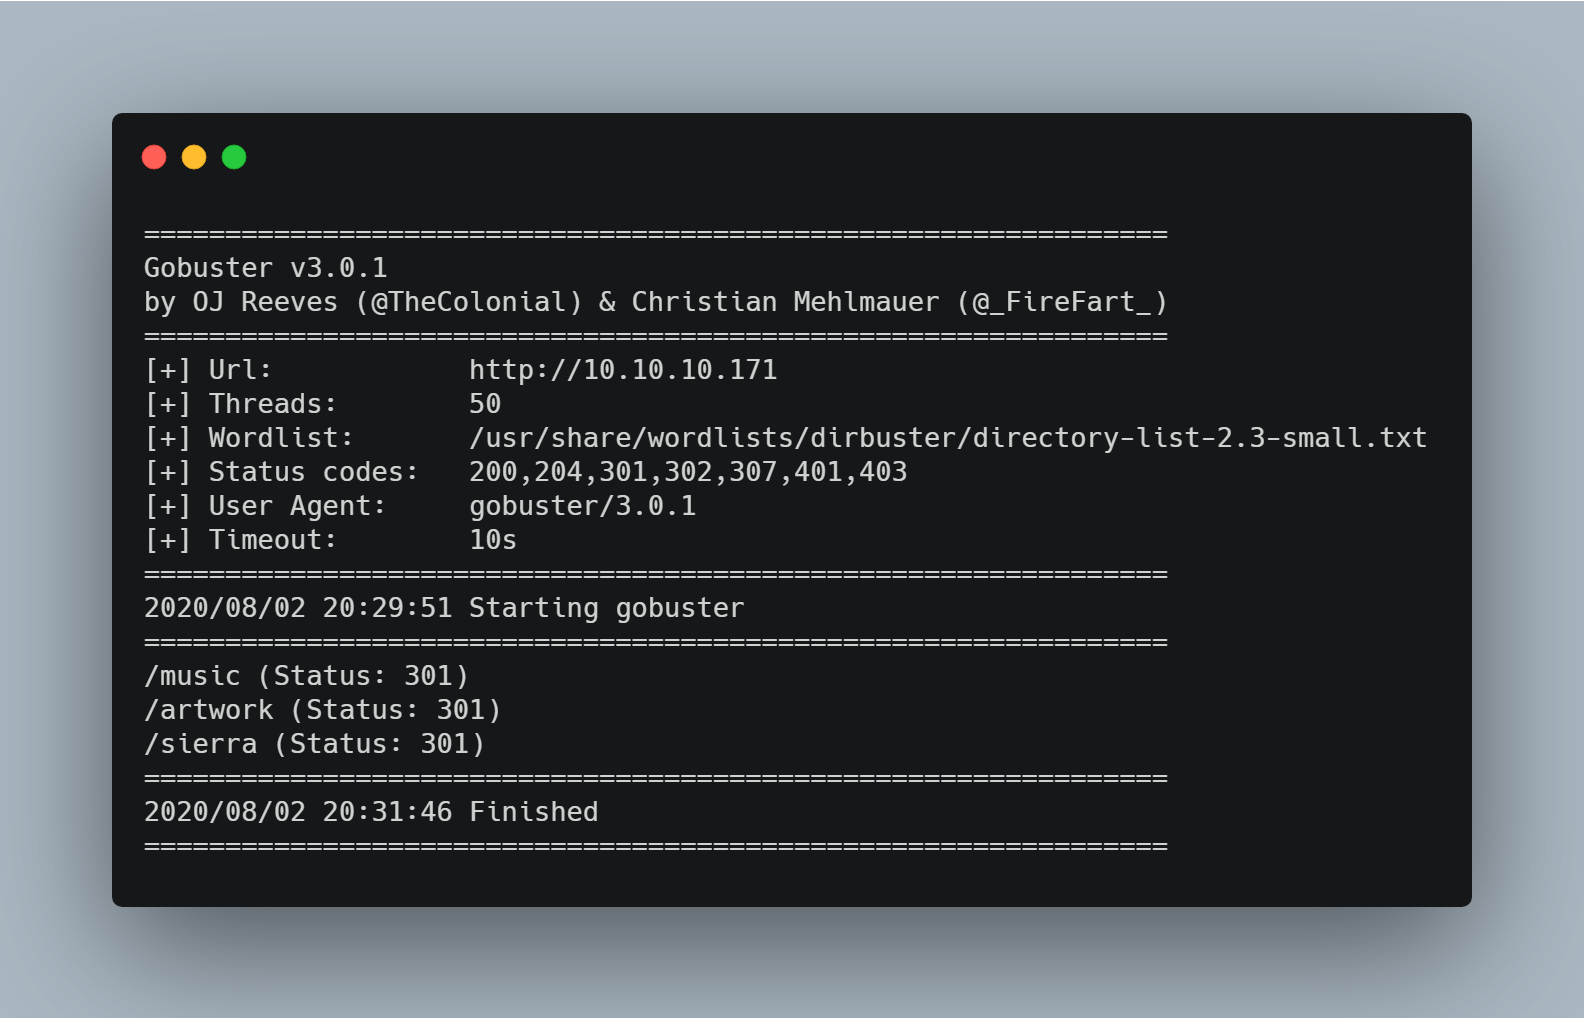 ===============================================================
Gobuster v3.0.1
by OJ Reeves (@TheColonial) & Christian Mehlmauer (@_FireFart_)
===============================================================
[+] Url:            http://10.10.10.171
[+] Threads:        50
[+] Wordlist:       /usr/share/wordlists/dirbuster/directory-list-2.3-small.txt
[+] Status codes:   200,204,301,302,307,401,403
[+] User Agent:     gobuster/3.0.1
[+] Timeout:        10s
===============================================================
2020/08/02 20:29:51 Starting gobuster
===============================================================
/music (Status: 301)
/artwork (Status: 301)
/sierra (Status: 301)
===============================================================
2020/08/02 20:31:46 Finished
===============================================================